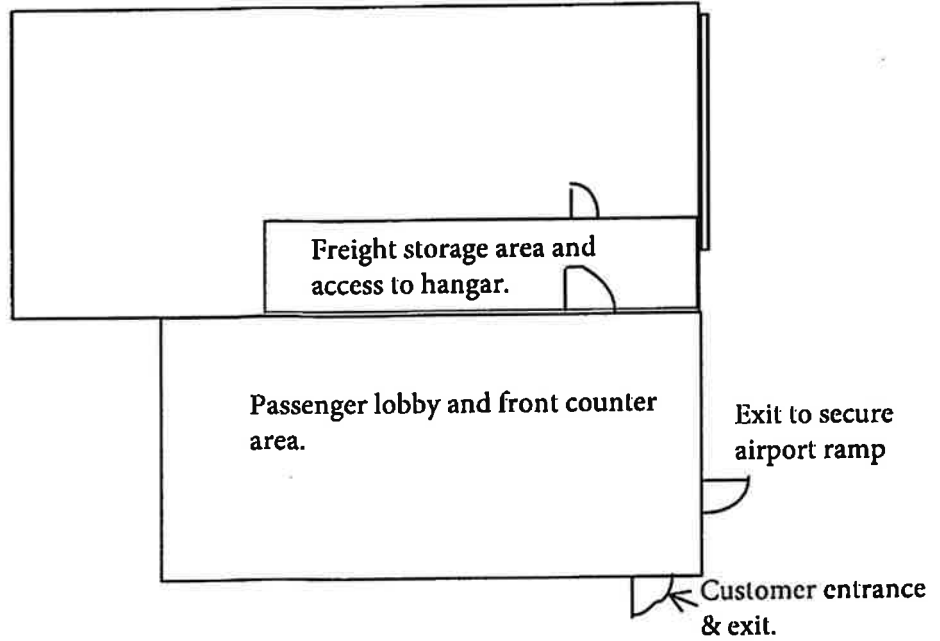 Freight storage area and
access to hangar.
Passenger lobby and front counter
area.
Exit to secure
airport ramp
Customer entrance
& exit.